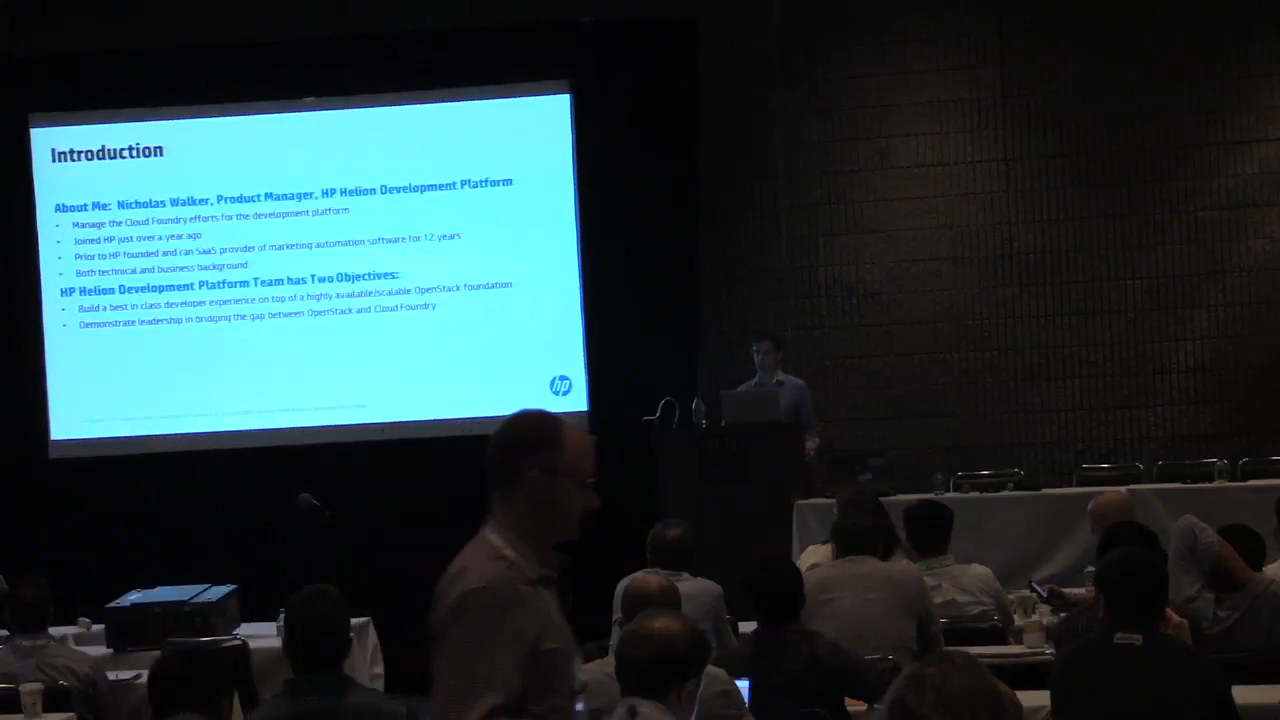 Introduction
About Me: Nicholas Walker, Product Manager, HP Helion Development Platform
- Manage the Cloud Foundry efforts for the development platform
- Joined HP just over a year ago
- Prior to HP founded and ran SaaS provider of marketing automation software for 12 years
- Both technical and business background
HP Helion Development Platform Team has Two Objectives:
- Build a best in class developer experience on top of a highly available/scalable OpenStack foundation
- Demonstrate leadership in bridging the gap between OpenStack and Cloud Foundry
hp